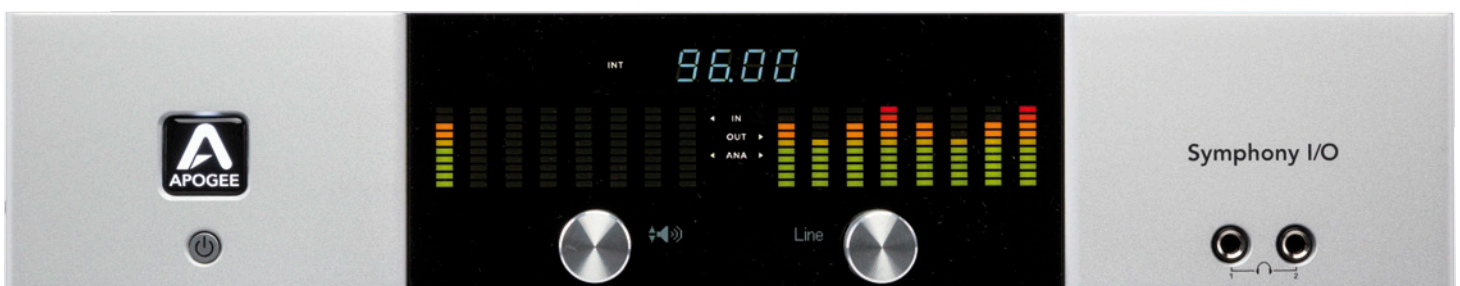 INT
96.00
IN
OUT
ANA
APOGEE
Symphony I/O
Line
1 2